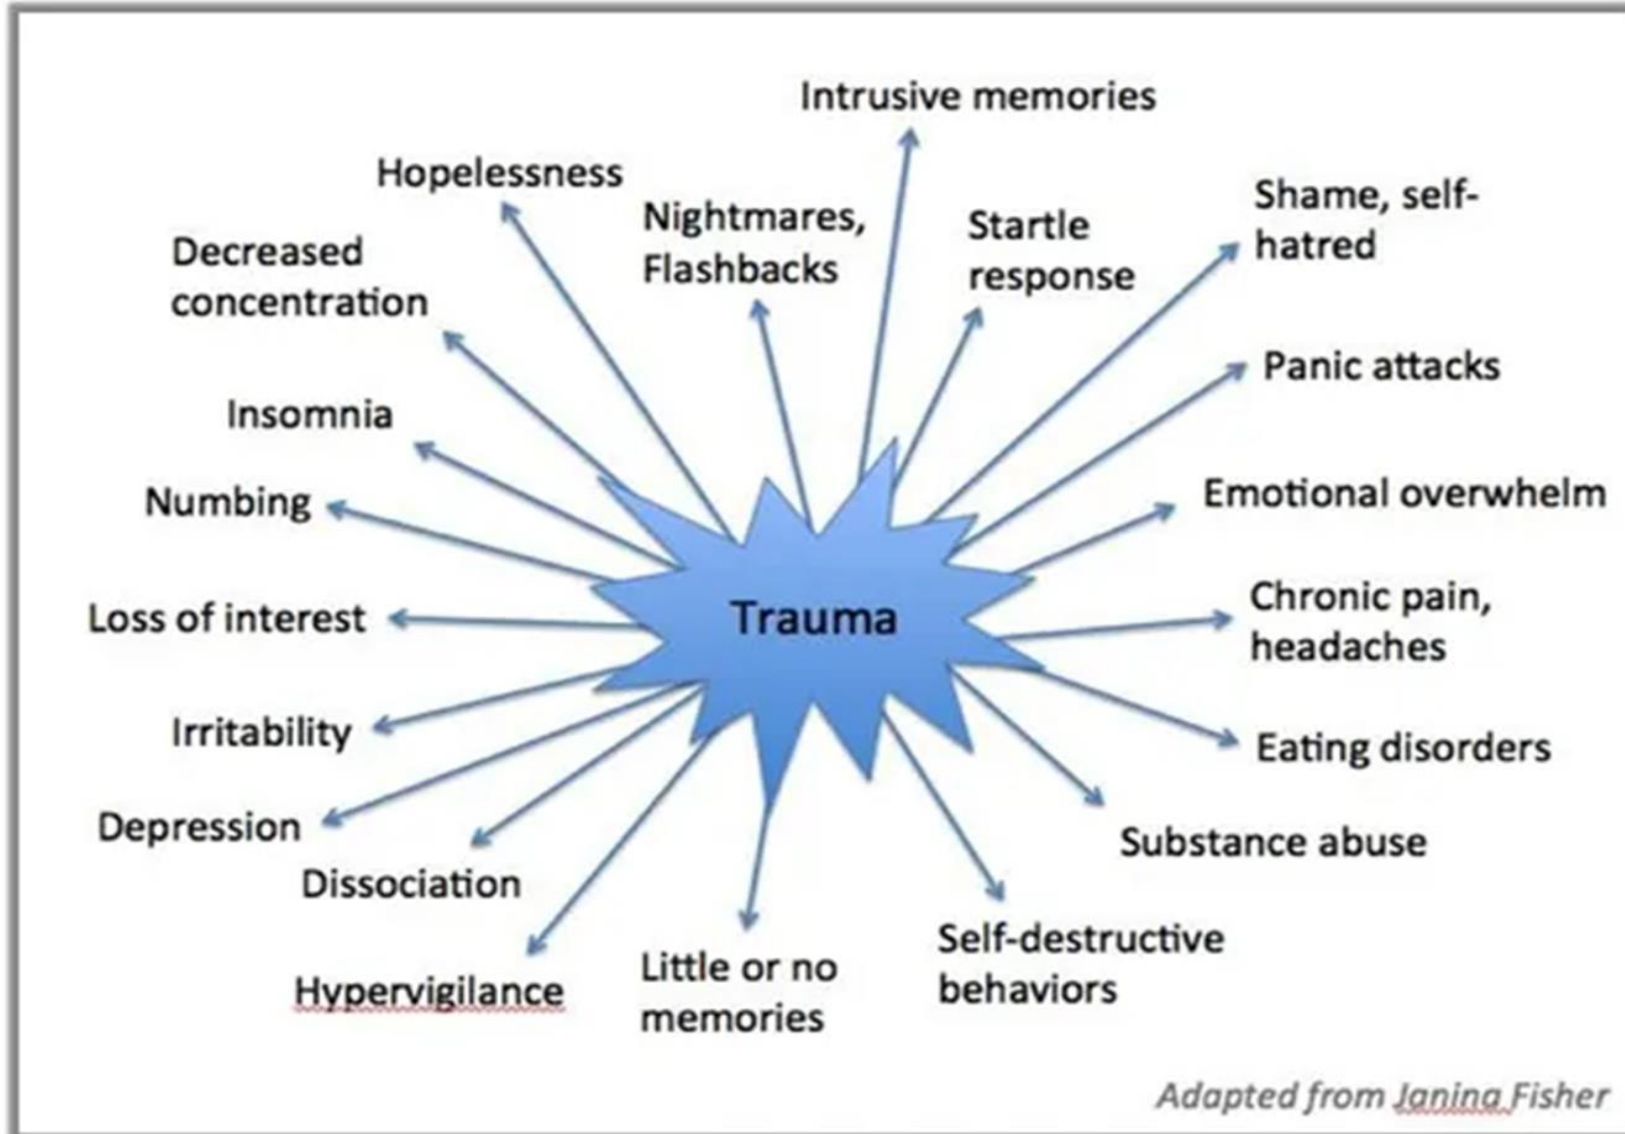 Intrusive memories
Hopelessness
Nightmares,
Flashbacks
Startle
response
Shame, self-
hatred
Decreased
concentration
Panic attacks
Insomnia
Numbing
Emotional overwhelm
Trauma
Loss of interest
Chronic pain,
headaches
Irritability
Eating disorders
Depression
Substance abuse
Dissociation
Self-destructive
behaviors
Hypervigilance
Little or no
memories
Adapted from Janina Fisher